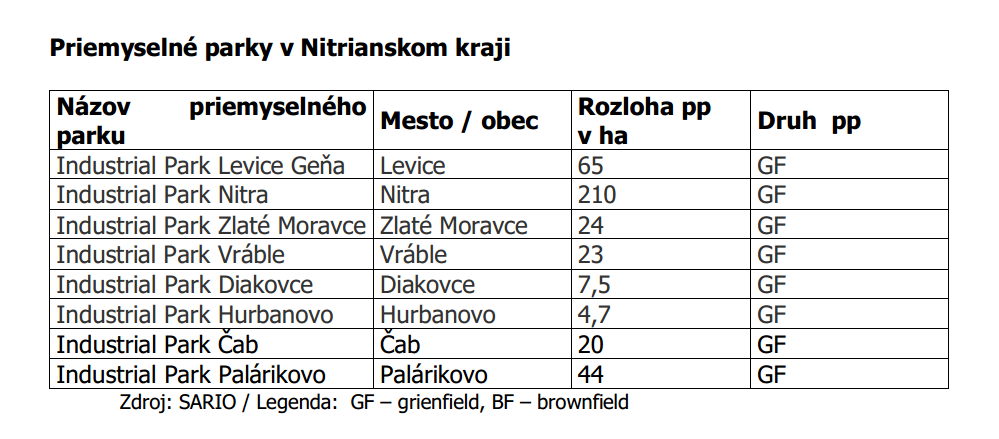 Priemyselné parky v Nitrianskom kraji
Názov priemyselného parku Mesto / obec Rozloha pp v ha Druh pp
Industrial Park Levice Geňa Levice 65 GF
Industrial Park Nitra Nitra 210 GF
Industrial Park Zlaté Moravce Zlaté Moravce 24 GF
Industrial Park Vráble Vráble 23 GF
Industrial Park Diakovce Diakovce 7,5 GF
Industrial Park Hurbanovo Hurbanovo 4,7 GF
Industrial Park Čab Čab 20 GF
Industrial Park Palárikovo Palárikovo 44 GF
Zdroj: SARIO / Legenda: GF – grienfield, BF – brownfield